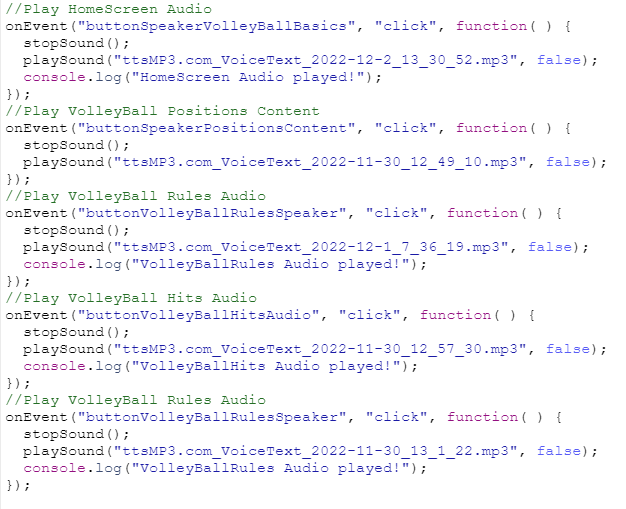 //Play HomeScreen Audio
onEvent("buttonSpeakerVolleyBallBasics", "click", function( ) {
  stopSound();
  playSound("ttsMP3.com_VoiceText_2022-12-2_13_30_52.mp3", false);
  console.log("HomeScreen Audio played!");
});
//Play VolleyBall Positions Content
onEvent("buttonSpeakerPositionsContent", "click", function( ) {
  stopSound();
  playSound("ttsMP3.com_VoiceText_2022-11-30_12_49_10.mp3", false);
});
//Play VolleyBall Rules Audio
onEvent("buttonVolleyBallRulesSpeaker", "click", function( ) {
  stopSound();
  playSound("ttsMP3.com_VoiceText_2022-12-1_7_36_19.mp3", false);
  console.log("VolleyBallRules Audio played!");
});
//Play VolleyBall Hits Audio
onEvent("buttonVolleyBallHitsAudio", "click", function( ) {
  stopSound();
  playSound("ttsMP3.com_VoiceText_2022-11-30_12_57_30.mp3", false);
  console.log("VolleyBallHits Audio played!");
});
//Play VolleyBall Rules Audio
onEvent("buttonVolleyBallRulesSpeaker", "click", function( ) {
  stopSound();
  playSound("ttsMP3.com_VoiceText_2022-11-30_13_1_22.mp3", false);
  console.log("VolleyBallRules Audio played!");
});